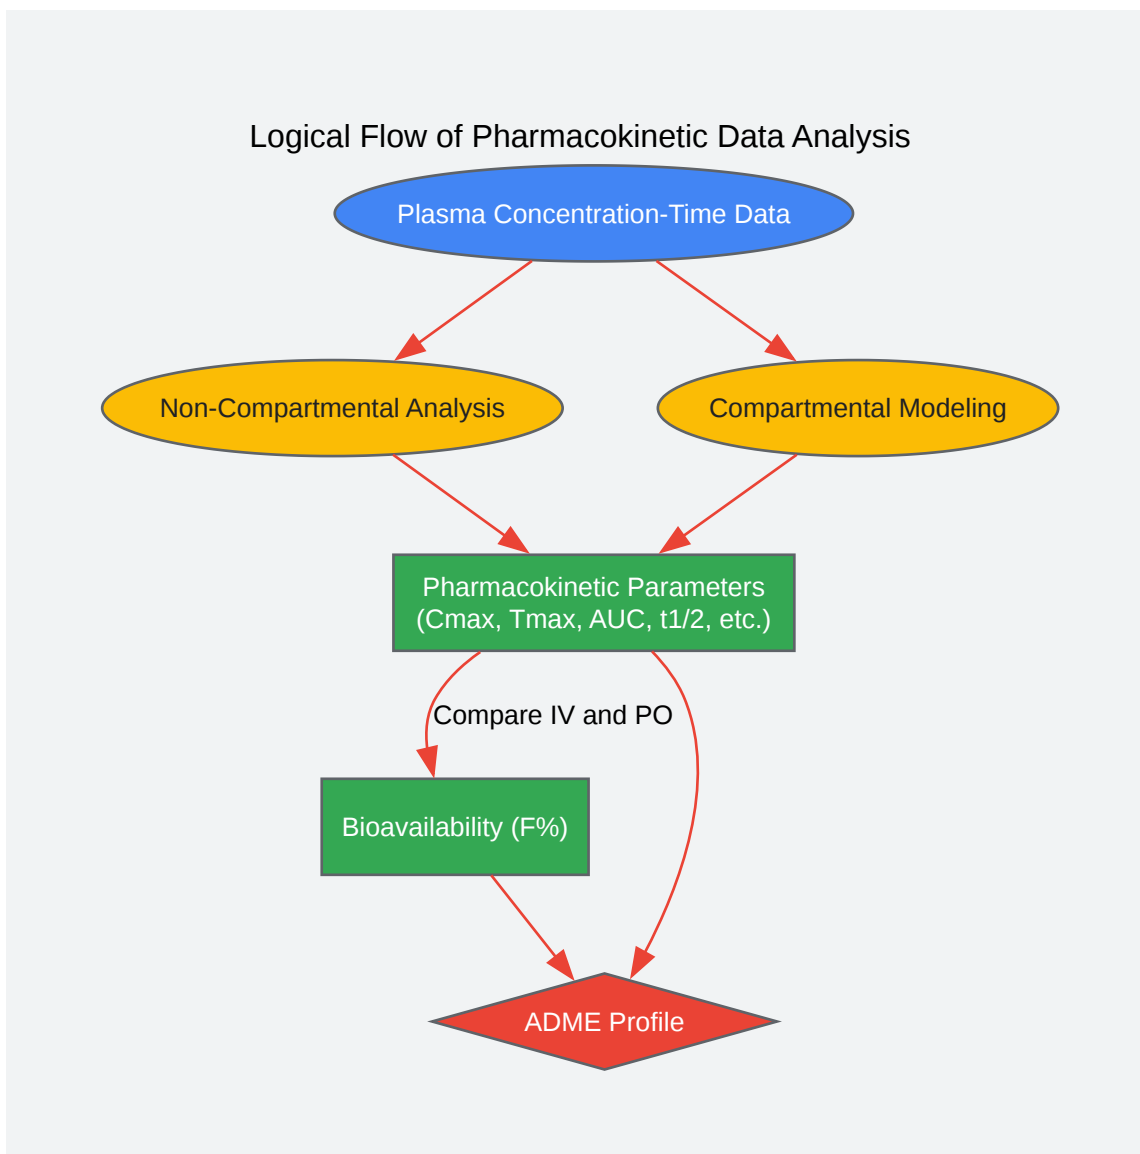 Logical Flow of Pharmacokinetic Data Analysis
Plasma Concentration-Time Data
Non-Compartmental Analysis
Compartmental Modeling
Pharmacokinetic Parameters
(Cmax, Tmax, AUC, t1/2, etc.)
Compare IV and PO
Bioavailability (F%)
ADME Profile